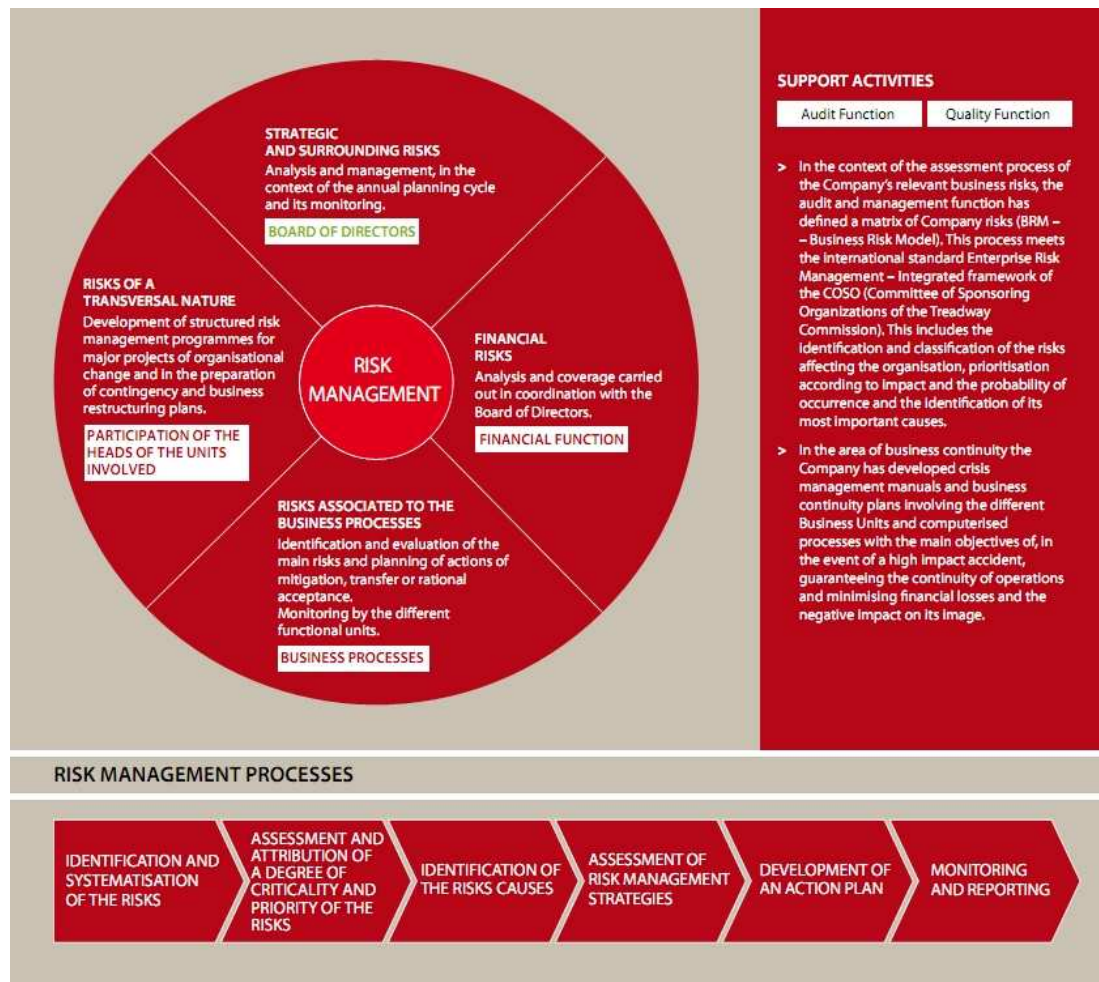 STRATEGIC
AND SURROUNDING RISKS
Analysis and management, in the
context of the annual planning cycle
and its monitoring.
BOARD OF DIRECTORS
RISKS OF A
TRANSVERSAL NATURE
Development of structured risk
management programmes for
major projects of organisational
change and in the preparation
of contingency and business
restructuring plans.
PARTICIPATION OF THE
HEADS OF THE UNITS
INVOLVED
RISK
MANAGEMENT
FINANCIAL
RISKS
Analysis and coverage carried
out in coordination with the
Board of Directors.
FINANCIAL FUNCTION
RISKS ASSOCIATED TO THE
BUSINESS PROCESSES
Identification and evaluation of the
main risks and planning of actions of
mitigation, transfer or rational
acceptance.
Monitoring by the different
functional units.
BUSINESS PROCESSES
SUPPORT ACTIVITIES
Audit Function
Quality Function
> In the context of the assessment process of
the Company's relevant business risks, the
audit and management function has
defined a matrix of Company risks (BRM –
– Business Risk Model). This process meets
the international standard Enterprise Risk
Management – Integrated framework of
the COSO (Committee of Sponsoring
Organizations of the Treadway
Commission). This includes the
identification and classification of the risks
affecting the organisation, prioritisation
according to impact and the probability of
occurrence and the identification of its
most important causes.
> In the area of business continuity the
Company has developed crisis
management manuals and business
continuity plans involving the different
Business Units and computerised
processes with the main objectives of, in
the event of a high impact accident,
guaranteeing the continuity of operations
and minimising financial losses and the
negative impact on its image.
RISK MANAGEMENT PROCESSES
IDENTIFICATION AND
SYSTEMATISATION
OF THE RISKS
ASSESSMENT AND
ATTRIBUTION OF
A DEGREE OF
CRITICALITY AND
PRIORITY OF THE
RISKS
IDENTIFICATION OF
THE RISKS CAUSES
ASSESSMENT OF
RISK MANAGEMENT
STRATEGIES
DEVELOPMENT OF
AN ACTION PLAN
MONITORING
AND REPORTING